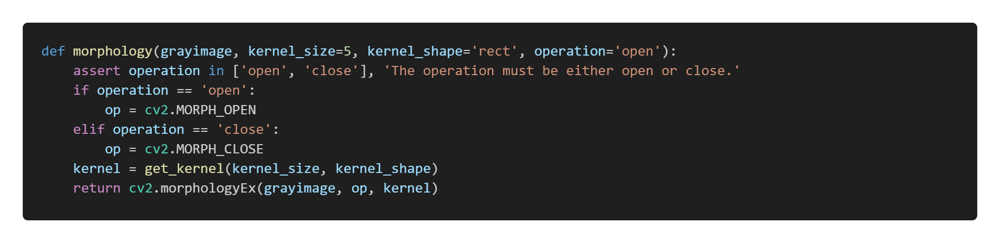 def morphology(grayimage, kernel_size=5, kernel_shape='rect', operation='open'):
    assert operation in ['open', 'close'], 'The operation must be either open or close.'
    if operation == 'open':
        op = cv2.MORPH_OPEN
    elif operation == 'close':
        op = cv2.MORPH_CLOSE
    kernel = get_kernel(kernel_size, kernel_shape)
    return cv2.morphologyEx(grayimage, op, kernel)